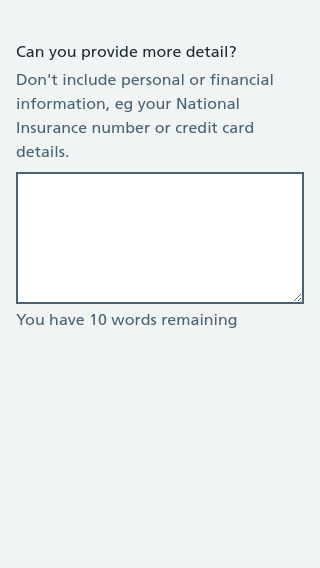 Can you provide more detail?
Don't include personal or financial
information, eg your National
Insurance number or credit card
details.
You have 10 words remaining